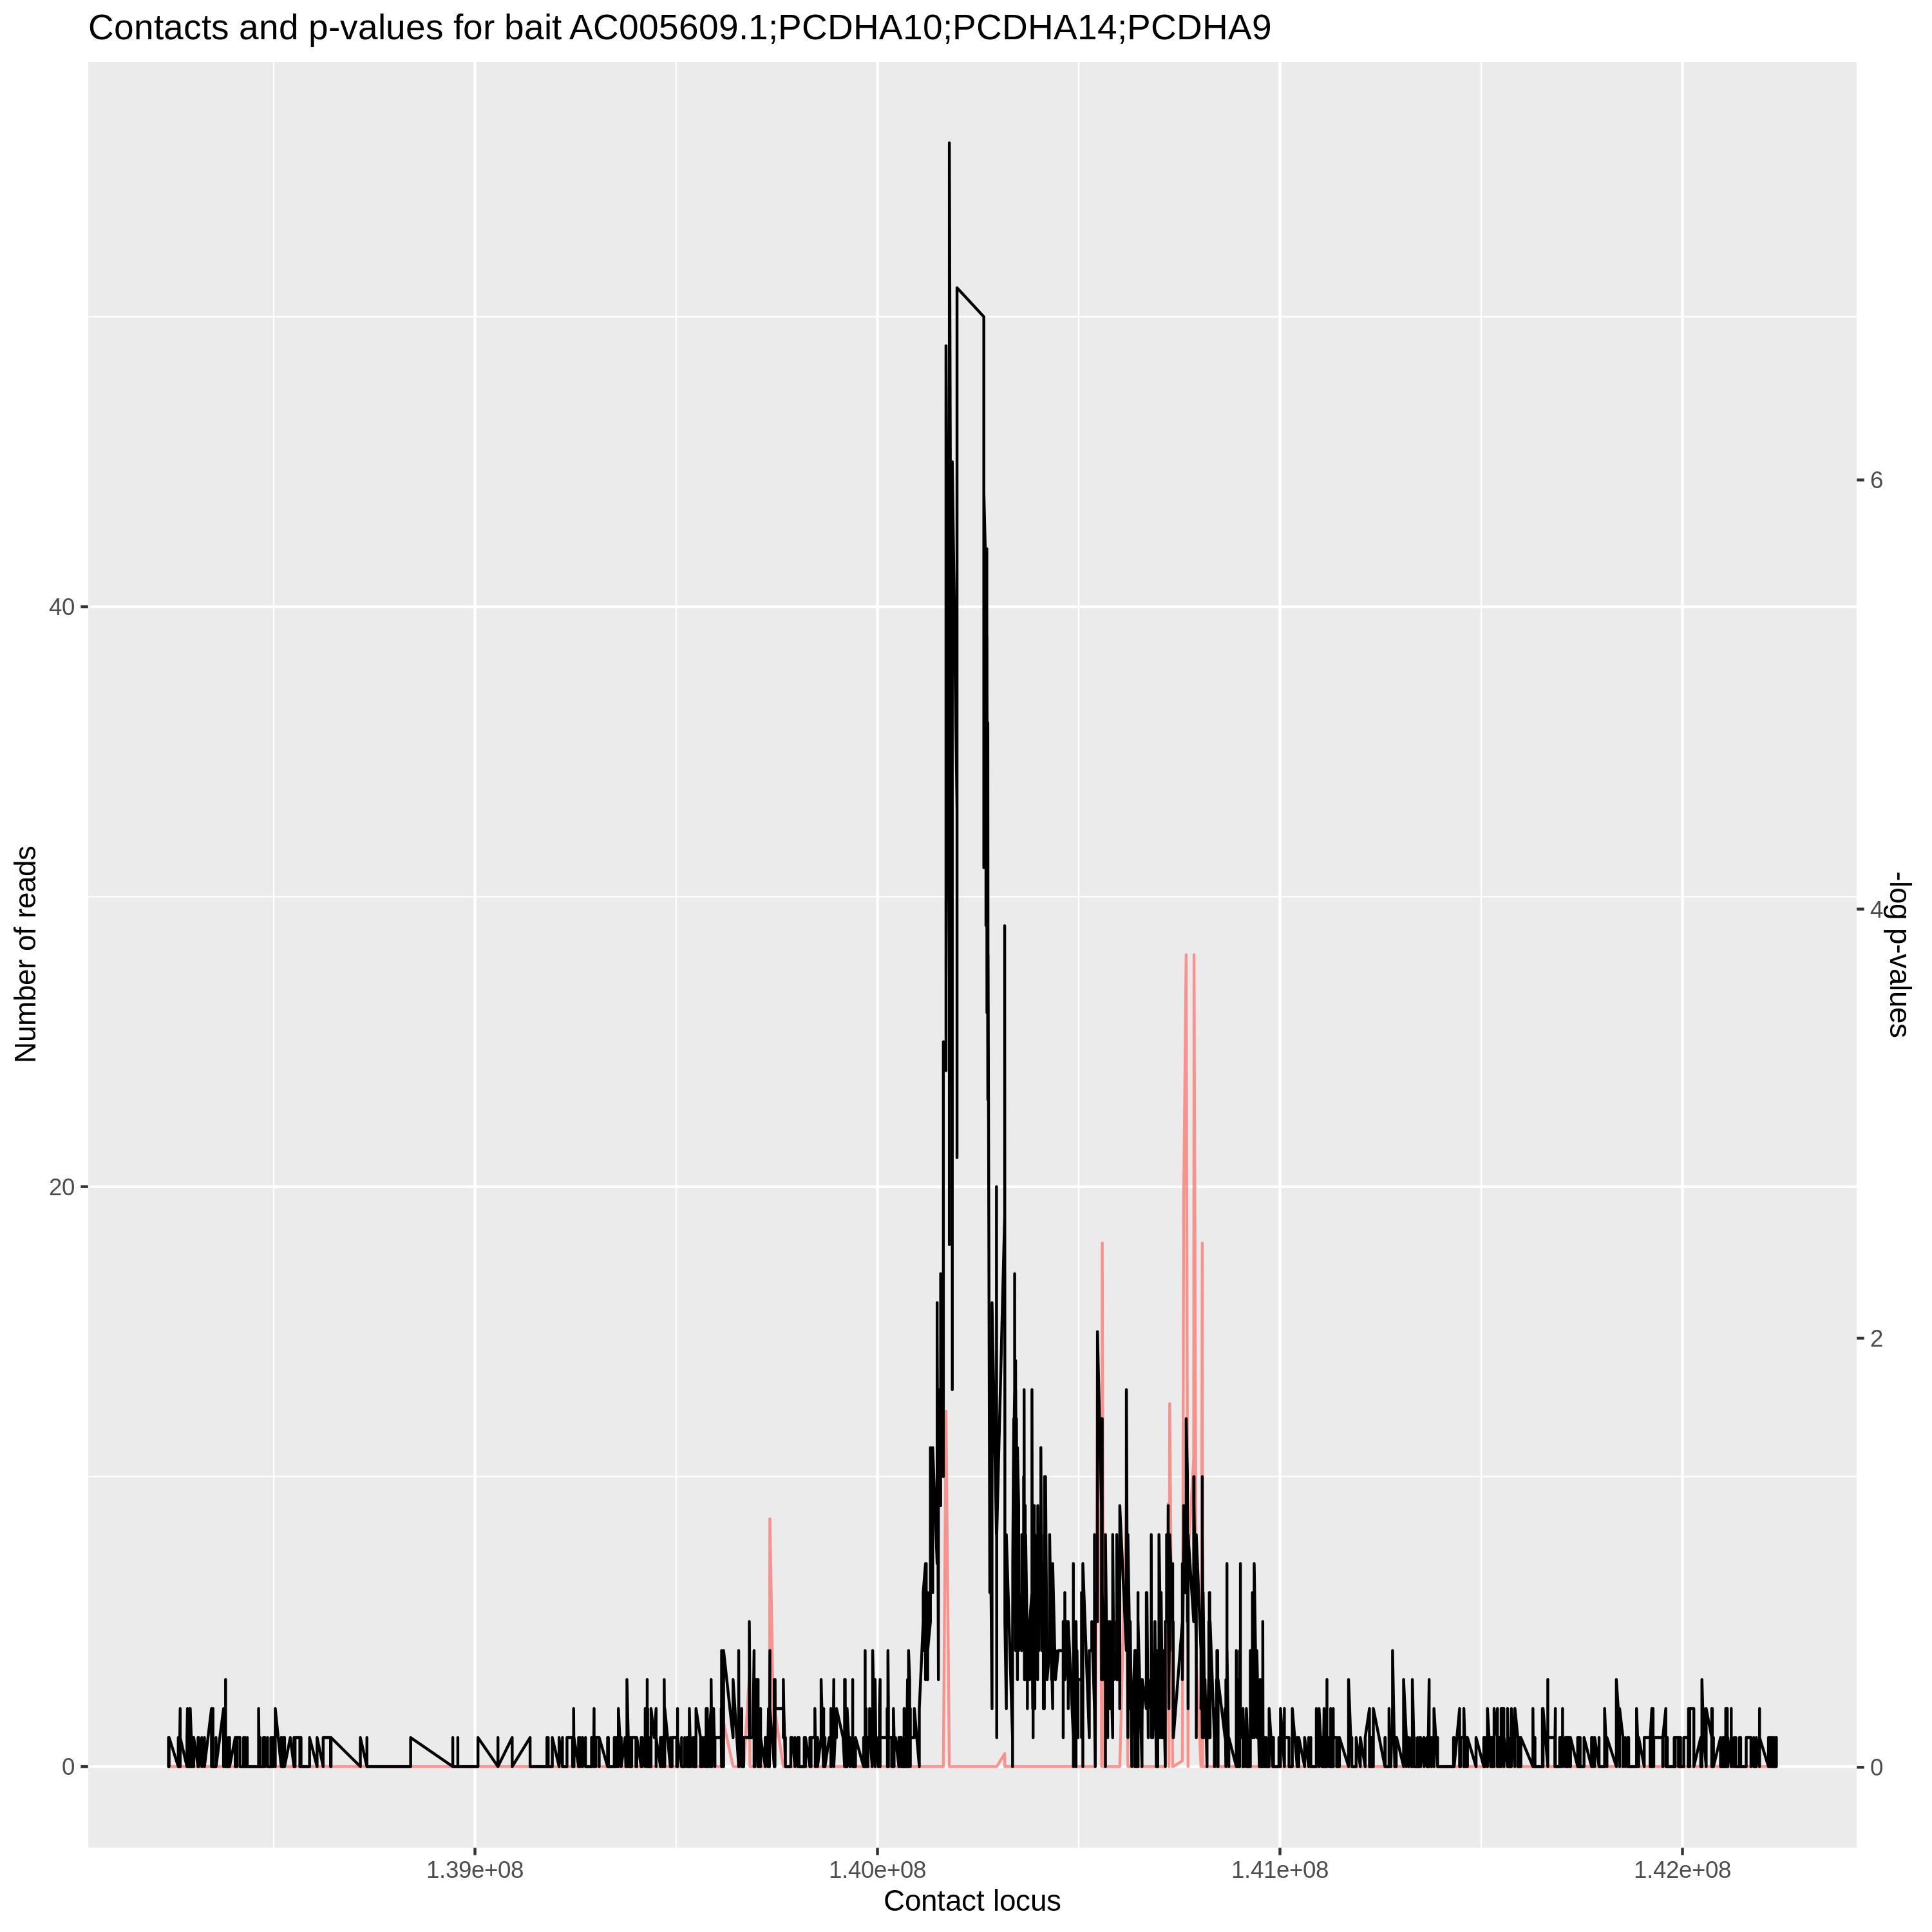 Contacts and p-values for bait AC005609.1;PCDHA10;PCDHA14;PCDHA9
Number of reads
40
20
0
6
4
2
0
-log p-values
1.39e+08 1.40e+08 1.41e+08 1.42e+08
Contact locus